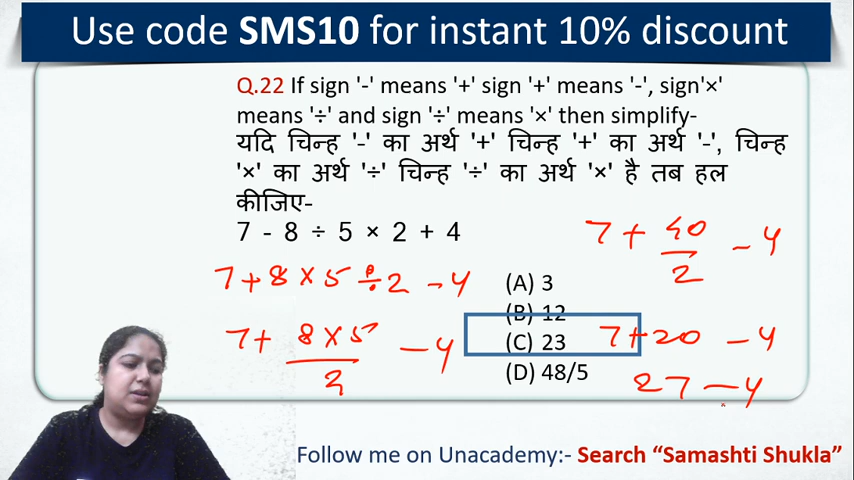 Use code SMS10 for instant 10% discount
Q.22 If sign '-' means '+' sign '+' means '-', sign'×'
means '÷' and sign '÷' means '×' then simplify-
यदि चिन्ह '-' का अर्थ '+' चिन्ह '+' का अर्थ '-', चिन्ह
'×' का अर्थ '÷' चिन्ह '÷' का अर्थ '×' है तब हल
कीजिए-
7 - 8 ÷ 5 × 2 + 4
7+8×5÷2-4
7+ 8×5/2 -4
(A) 3
(B) 12
(C) 23
(D) 48/5
7+ 40/2 -4
7+20 -4
27-4
Follow me on Unacademy:- Search “Samashti Shukla”